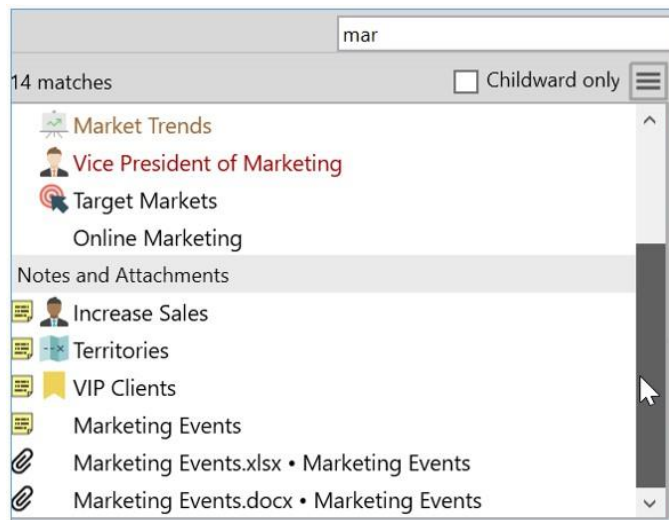 mar
14 matches
Childward only
Market Trends
Vice President of Marketing
Target Markets
Online Marketing
Notes and Attachments
Increase Sales
Territories
VIP Clients
Marketing Events
Marketing Events.xlsx • Marketing Events
Marketing Events.docx • Marketing Events